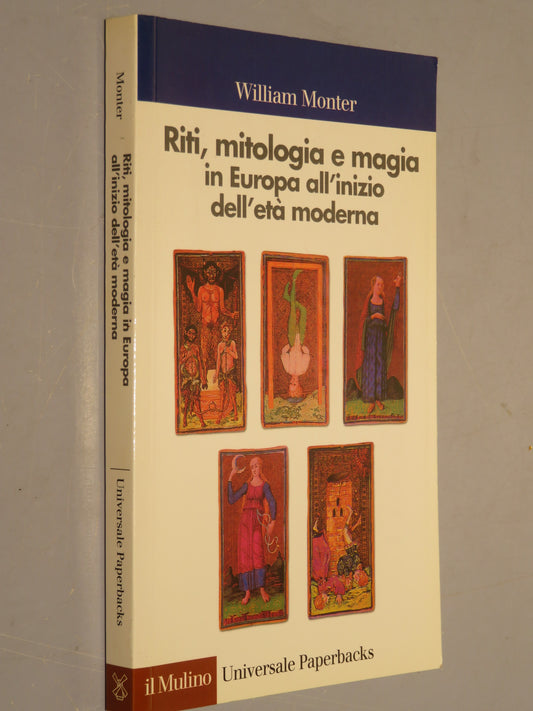 William Monter
Riti, mitologia e magia
in Europa all'inizio
dell'età moderna
il Mulino
Universale Paperbacks
Monter
Riti, mitologia e magia in Europa
all'inizio dell'età moderna
Universale Paperbacks